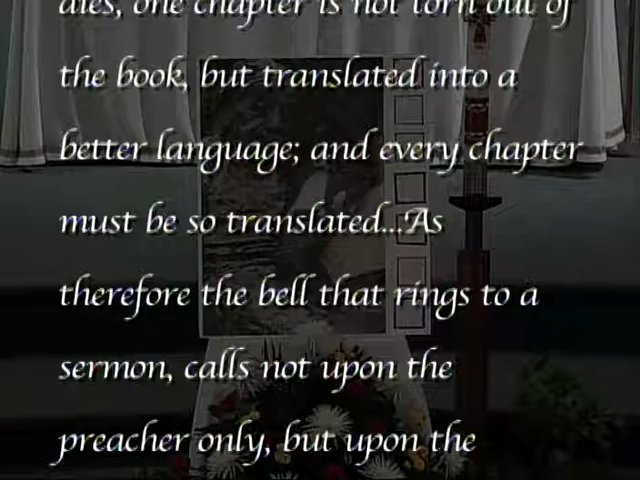 dies, one chapter is not torn out of
the book, but translated into a
better language; and every chapter
must be so translated...As
therefore the bell that rings to a
sermon, calls not upon the
preacher only, but upon the